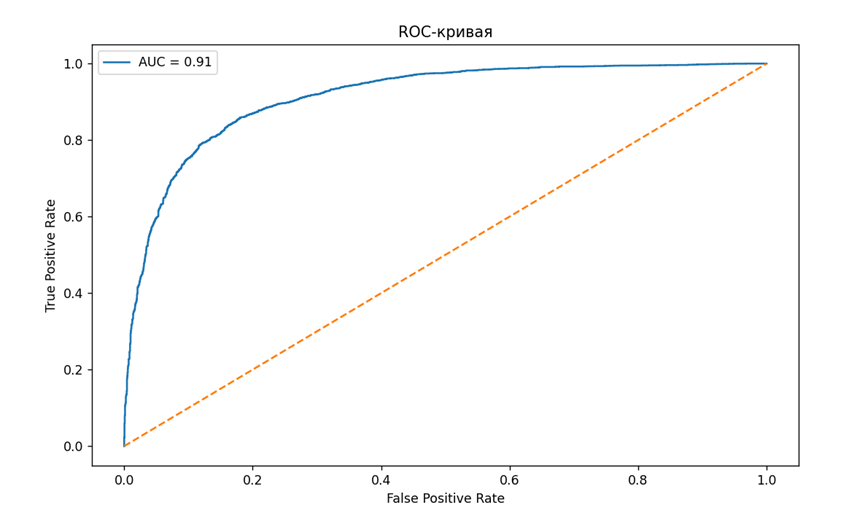 ROC-кривая
AUC = 0.91
True Positive Rate
1.0
0.8
0.6
0.4
0.2
0.0
0.0 0.2 0.4 0.6 0.8 1.0
False Positive Rate